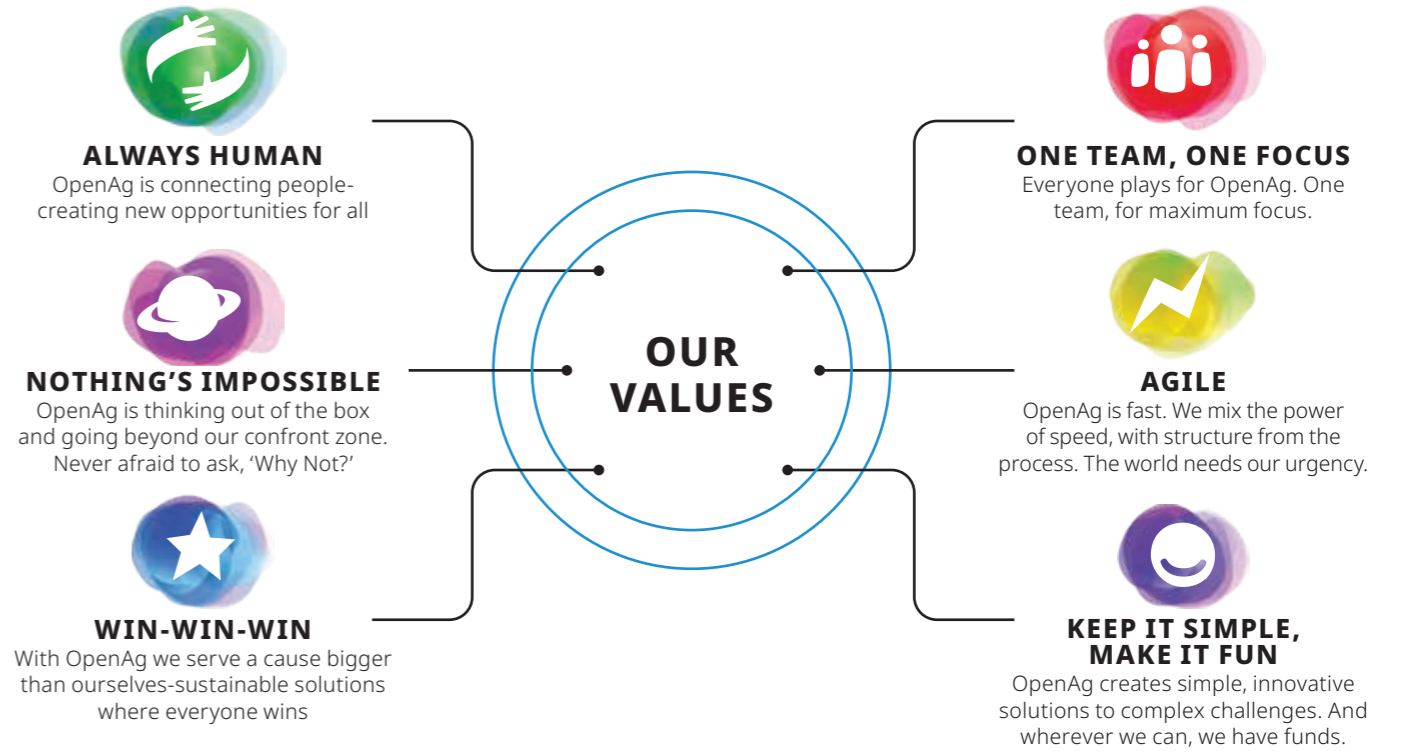 ALWAYS HUMAN
OpenAg is connecting people-
creating new opportunities for all
NOTHING’S IMPOSSIBLE
OpenAg is thinking out of the box
and going beyond our confront zone.
Never afraid to ask, ‘Why Not?’
WIN-WIN-WIN
With OpenAg we serve a cause bigger
than ourselves-sustainable solutions
where everyone wins
OUR
VALUES
ONE TEAM, ONE FOCUS
Everyone plays for OpenAg. One
team, for maximum focus.
AGILE
OpenAg is fast. We mix the power
of speed, with structure from the
process. The world needs our urgency.
KEEP IT SIMPLE,
MAKE IT FUN
OpenAg creates simple, innovative
solutions to complex challenges. And
wherever we can, we have funds.